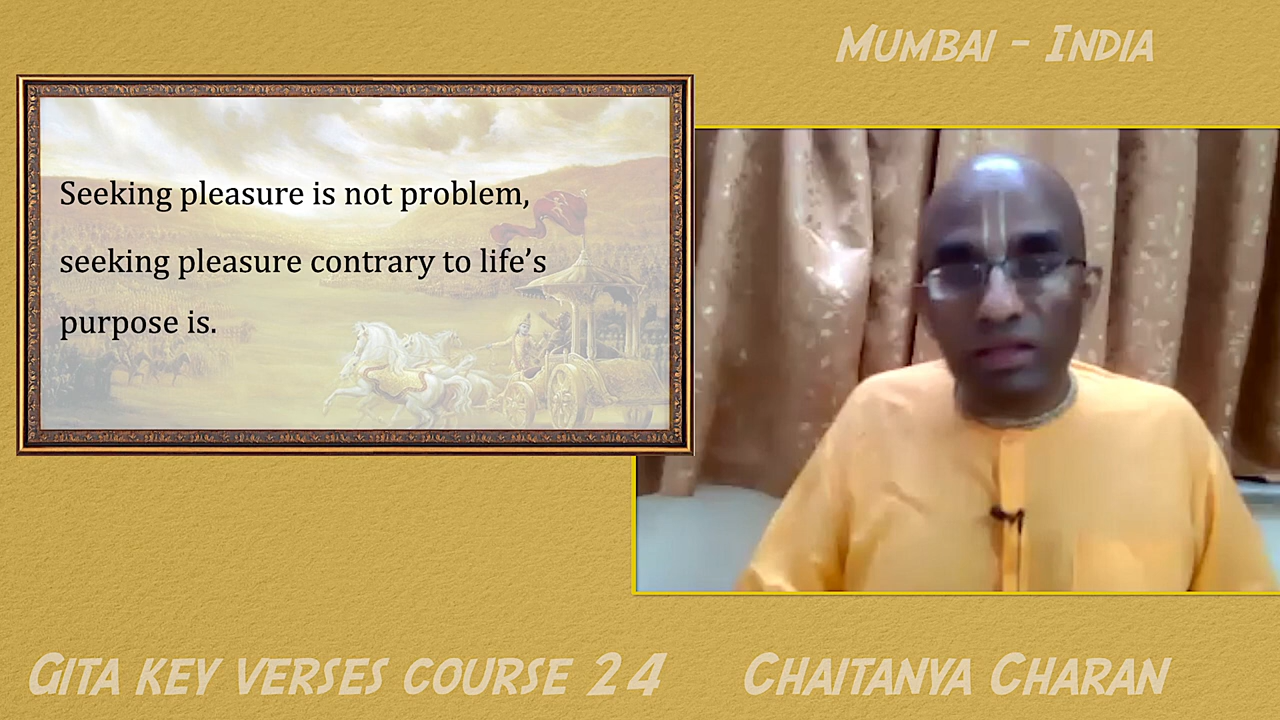 MUMBAI - INDIA
Seeking pleasure is not problem,
seeking pleasure contrary to life’s
purpose is.
GITA KEY VERSES COURSE 24
CHAITANYA CHARAN